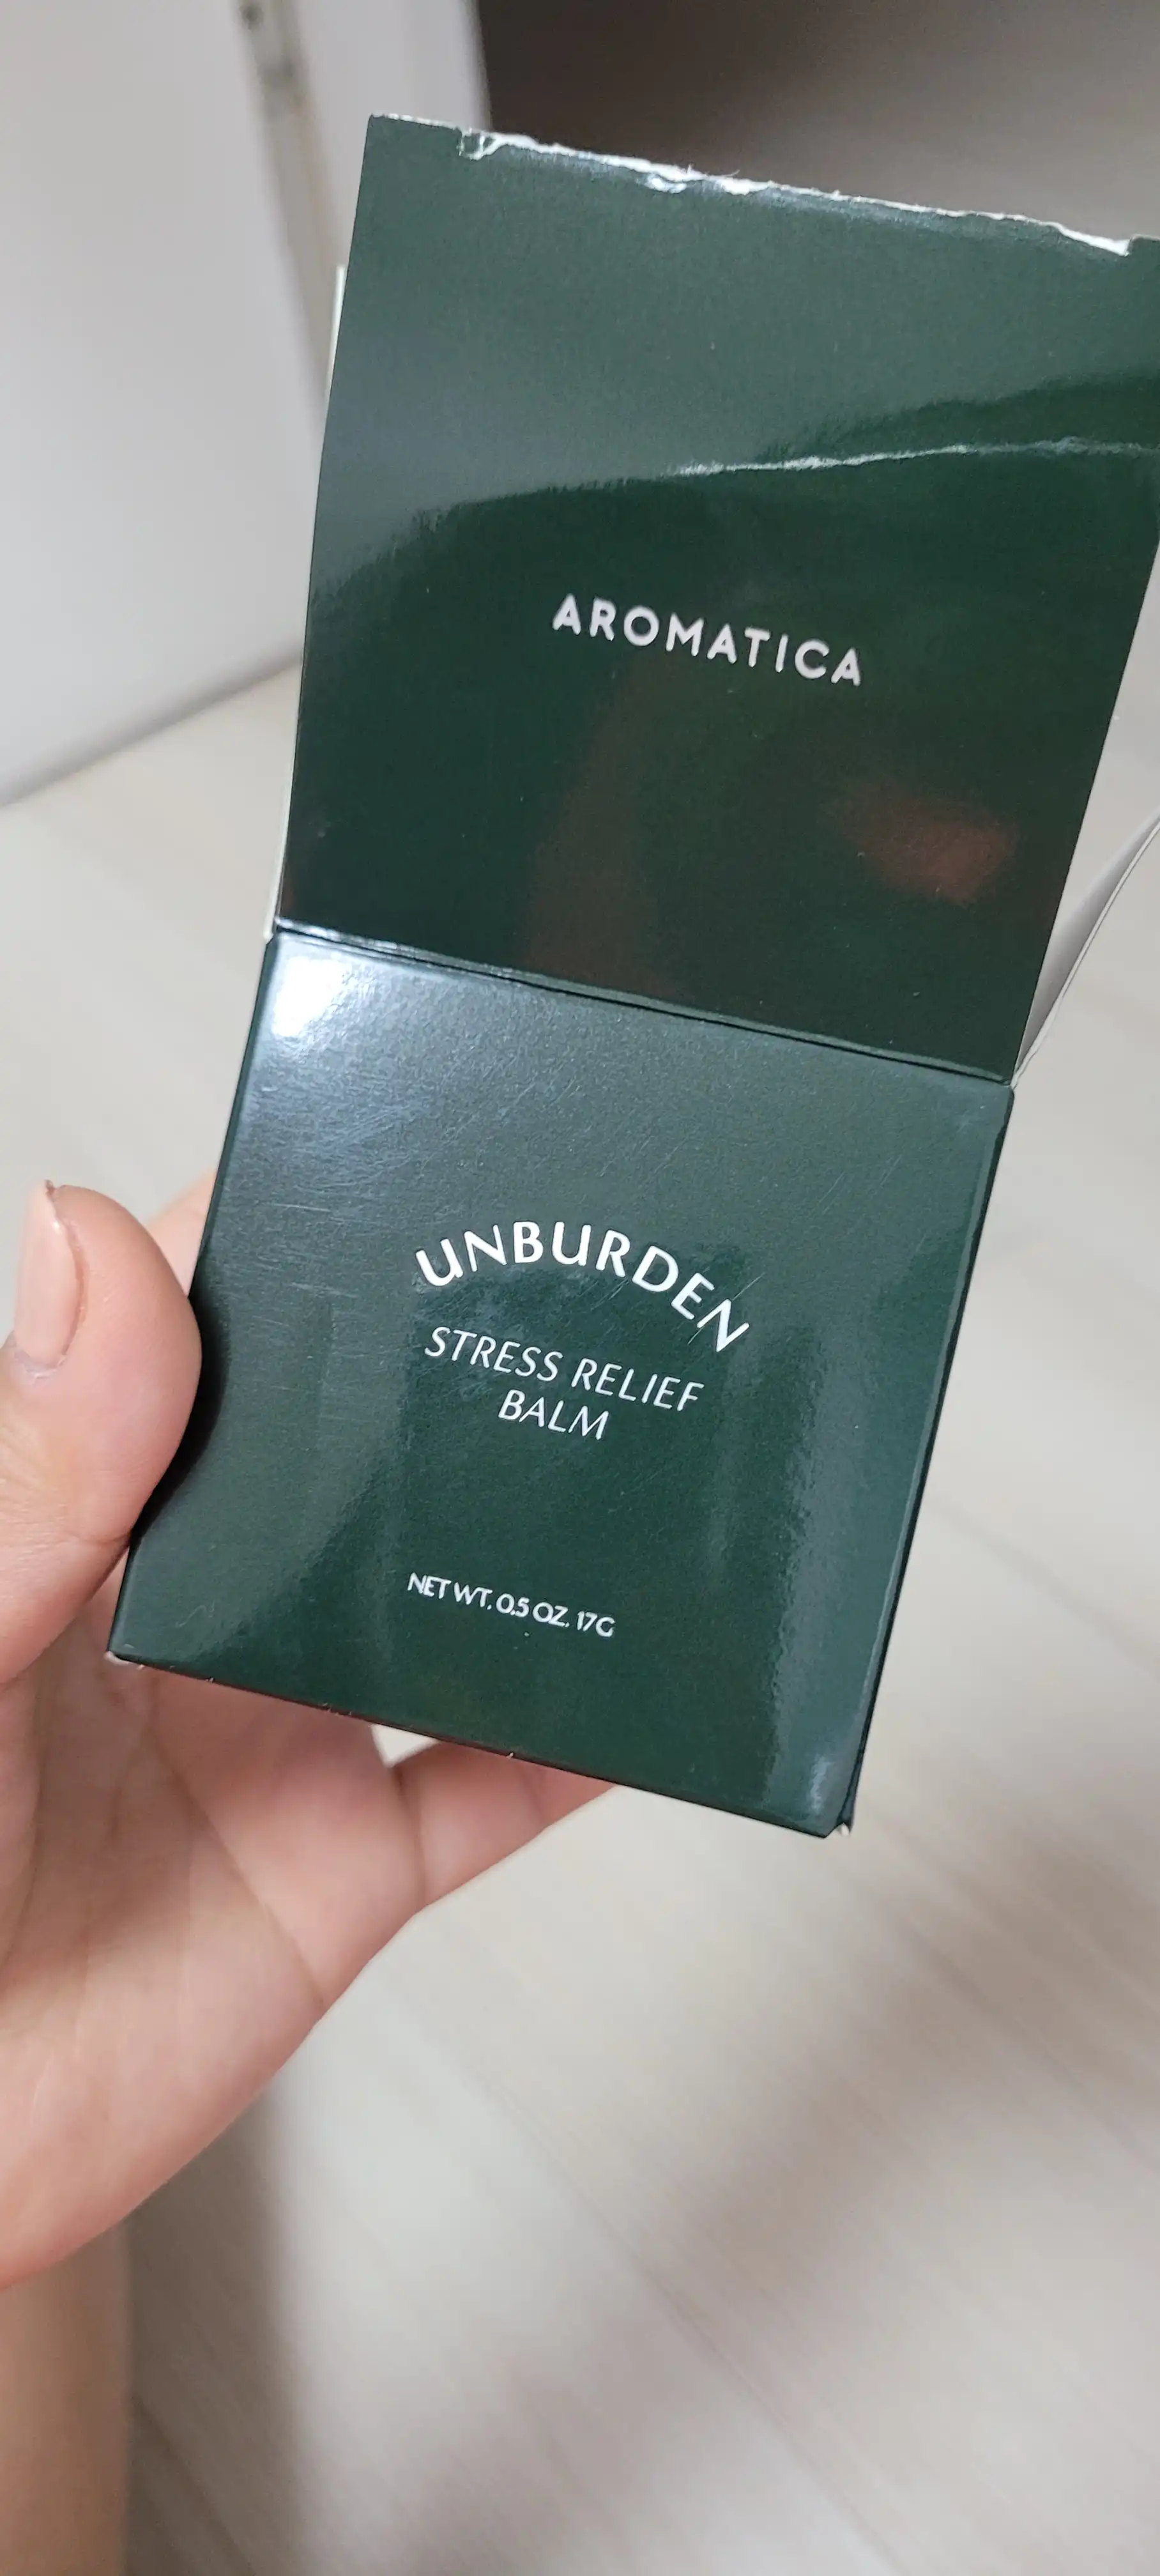 AROMATICA
UNBURDEN
STRESS RELIEF
BALM
NET WT. 0.5 OZ. 17G